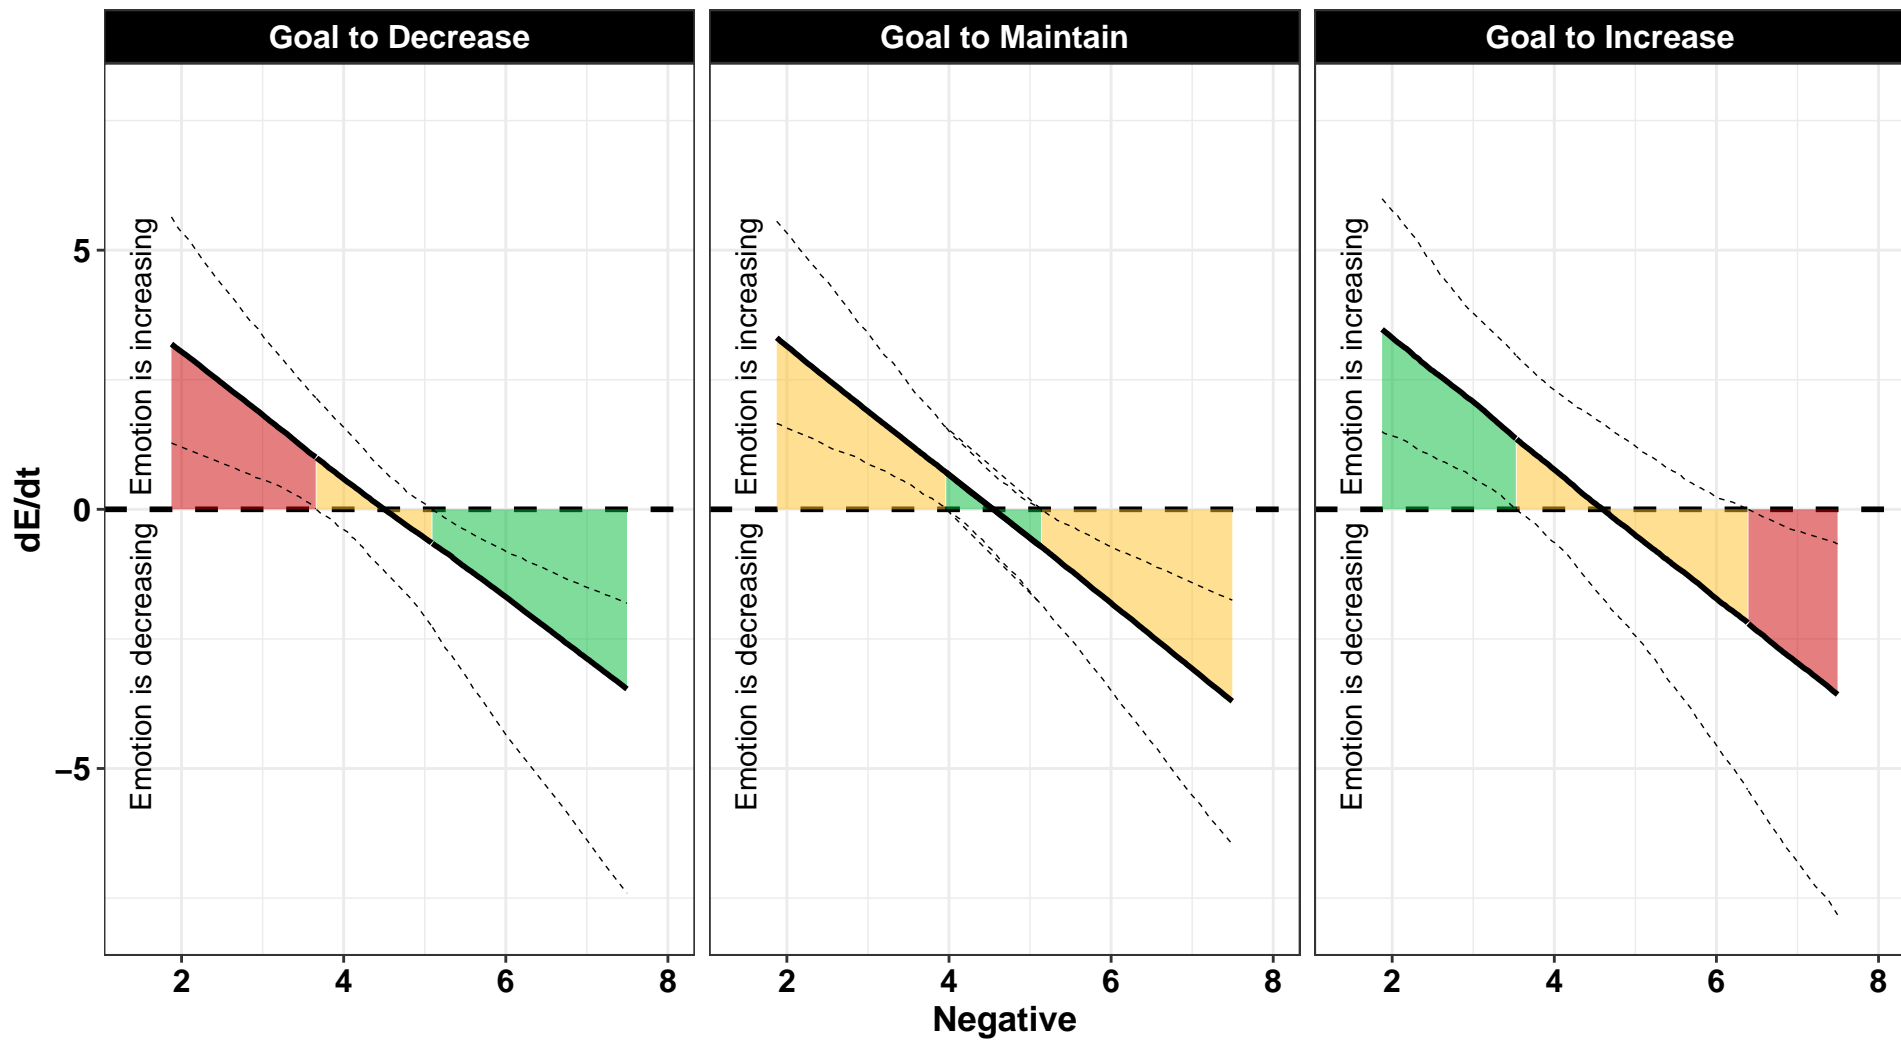 Goal to Decrease
Goal to Maintain
Goal to Increase
dE/dt
5
0
−5
Emotion is increasing
Emotion is decreasing
Emotion is increasing
Emotion is decreasing
Emotion is increasing
Emotion is decreasing
2 4 6 8
2 4 6 8
2 4 6 8
Negative